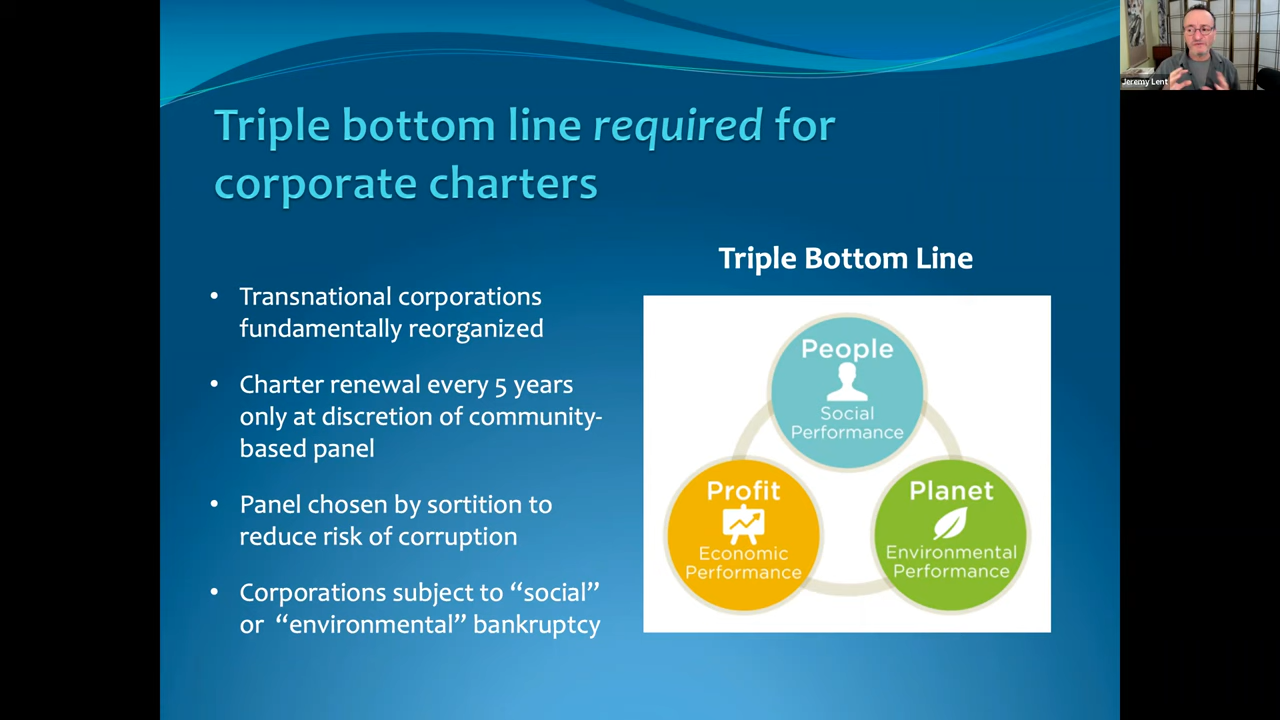 Triple bottom line required for
corporate charters
• Transnational corporations
fundamentally reorganized
• Charter renewal every 5 years
only at discretion of community-
based panel
• Panel chosen by sortition to
reduce risk of corruption
• Corporations subject to “social”
or “environmental” bankruptcy
Triple Bottom Line
People
Social
Performance
Profit
Economic
Performance
Planet
Environmental
Performance
Jeremy Lent